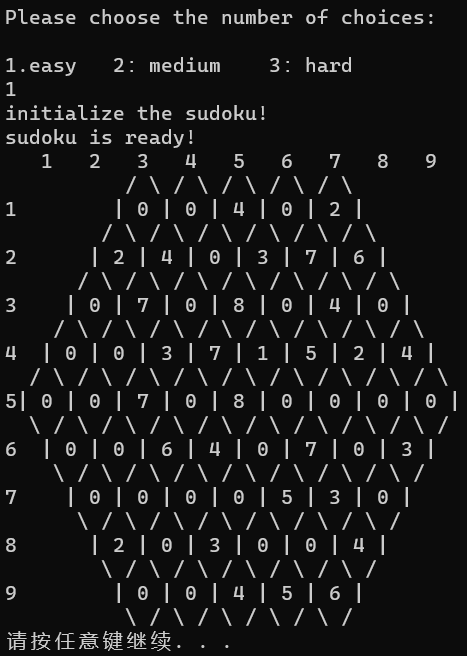 Please choose the number of choices:

1.easy   2: medium    3: hard
1
initialize the sudoku!
sudoku is ready!
   1   2   3   4   5   6   7   8   9
          / \ / \ / \ / \ / \
1        | 0 | 0 | 4 | 0 | 2 |
        / \ / \ / \ / \ / \ / \
2      | 2 | 4 | 0 | 3 | 7 | 6 |
      / \ / \ / \ / \ / \ / \ / \
3    | 0 | 7 | 0 | 8 | 0 | 4 | 0 |
    / \ / \ / \ / \ / \ / \ / \ / \
4  | 0 | 0 | 3 | 7 | 1 | 5 | 2 | 4 |
  / \ / \ / \ / \ / \ / \ / \ / \ / \
5| 0 | 0 | 7 | 0 | 8 | 0 | 0 | 0 | 0 |
  \ / \ / \ / \ / \ / \ / \ / \ / \ /
6  | 0 | 0 | 6 | 4 | 0 | 7 | 0 | 3 |
    \ / \ / \ / \ / \ / \ / \ / \ /
7    | 0 | 0 | 0 | 0 | 5 | 3 | 0 |
      \ / \ / \ / \ / \ / \ / \ /
8      | 2 | 0 | 3 | 0 | 0 | 4 |
        \ / \ / \ / \ / \ / \ /
9        | 0 | 0 | 4 | 5 | 6 |
          \ / \ / \ / \ / \ /
请按任意键继续. . .